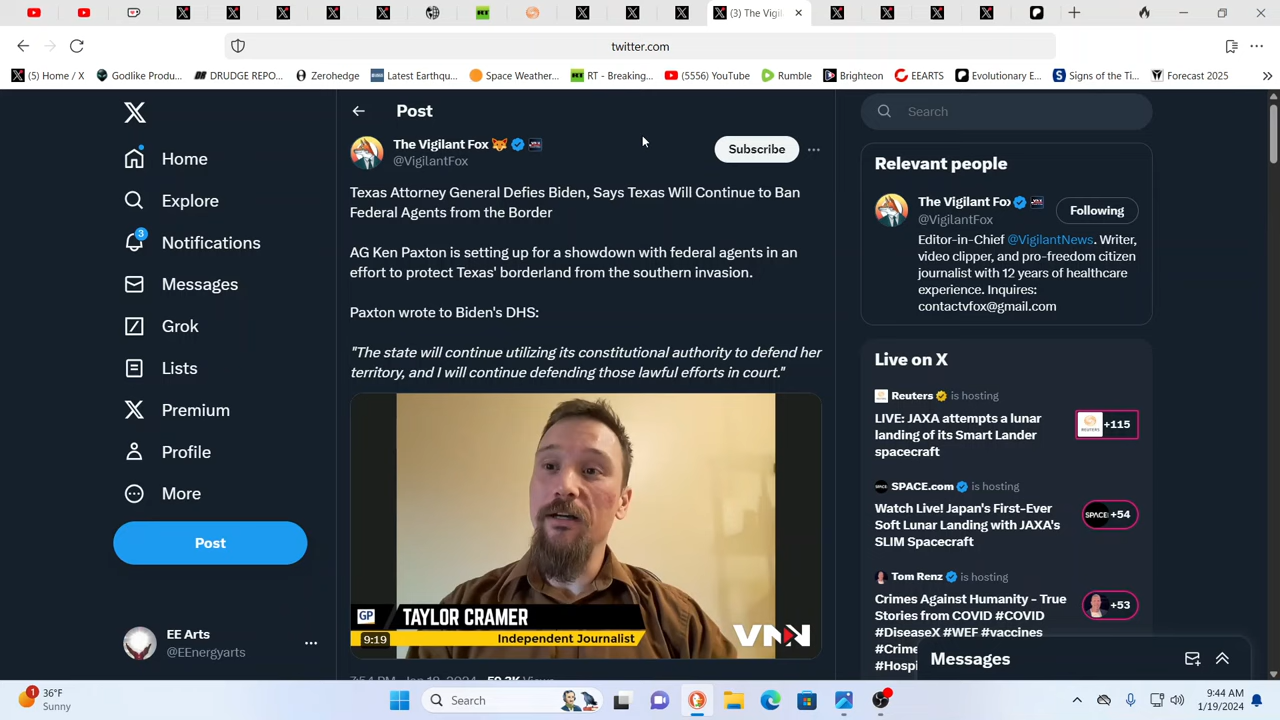 (3) The Vigil
twitter.com
(5) Home / X
Godlike Produ...
DRUDGE REPO...
Zerohedge
Latest Earthqu...
Space Weather...
RT
RT - Breaking...
(5556) YouTube
Rumble
Brighteon
EEARTS
Evolutionary E...
Signs of the Ti...
Forecast 2025
»
Home
Explore
3
Notifications
Messages
Grok
Lists
Premium
Profile
More
Post
EE Arts
@EEnergyarts
Post
The Vigilant Fox
@VigilantFox
Subscribe
Texas Attorney General Defies Biden, Says Texas Will Continue to Ban
Federal Agents from the Border
AG Ken Paxton is setting up for a showdown with federal agents in an
effort to protect Texas' borderland from the southern invasion.
Paxton wrote to Biden's DHS:
"The state will continue utilizing its constitutional authority to defend her
territory, and I will continue defending those lawful efforts in court."
GP
TAYLOR CRAMER
9:19
Independent Journalist
VNN
Search
Relevant people
The Vigilant Fox
@VigilantFox
Following
Editor-in-Chief @VigilantNews. Writer,
video clipper, and pro-freedom citizen
journalist with 12 years of healthcare
experience. Inquires:
contactvfox@gmail.com
Live on X
Reuters is hosting
LIVE: JAXA attempts a lunar
landing of its Smart Lander
spacecraft
+115
SPACE.com is hosting
Watch Live! Japan's First-Ever
Soft Lunar Landing with JAXA's
SLIM Spacecraft
SPACE
+54
Tom Renz is hosting
Crimes Against Humanity - True
Stories from COVID #COVID
#DiseaseX #WEF #vaccines
#Crime
#Hospi
+53
Messages
1
36°F
Sunny
Search
9:44 AM
1/19/2024